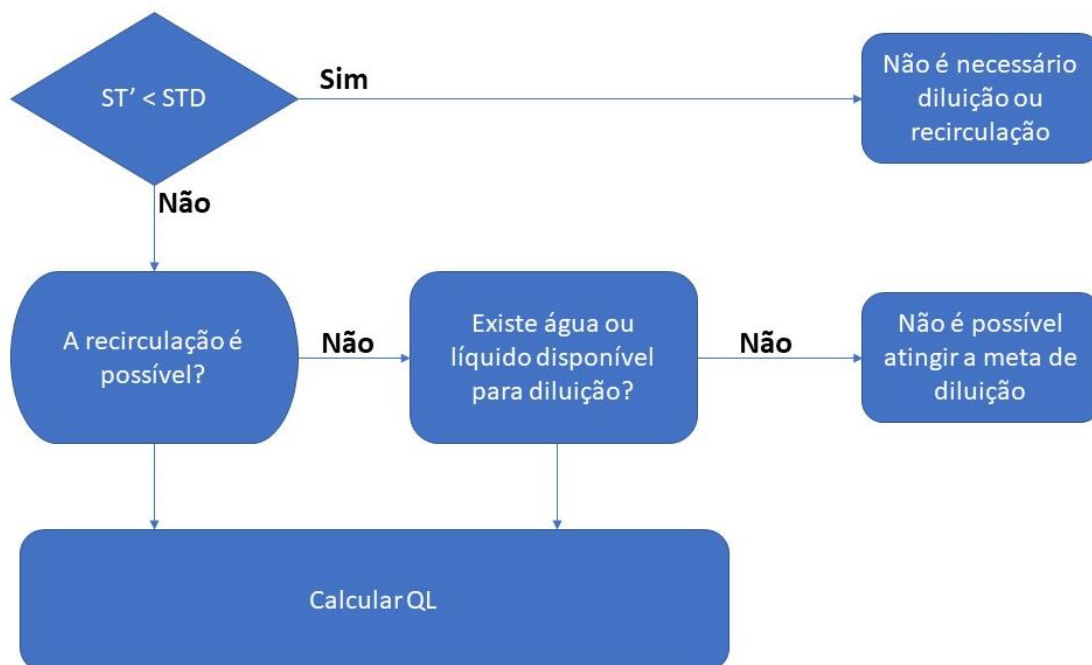 ST’ < STD
Sim
Não é necessário
diluição ou
recirculação
Não
A recirculação é
possível?
Não
Existe água ou
líquido disponível
para diluição?
Não
Não é possível
atingir a meta de
diluição
Calcular QL